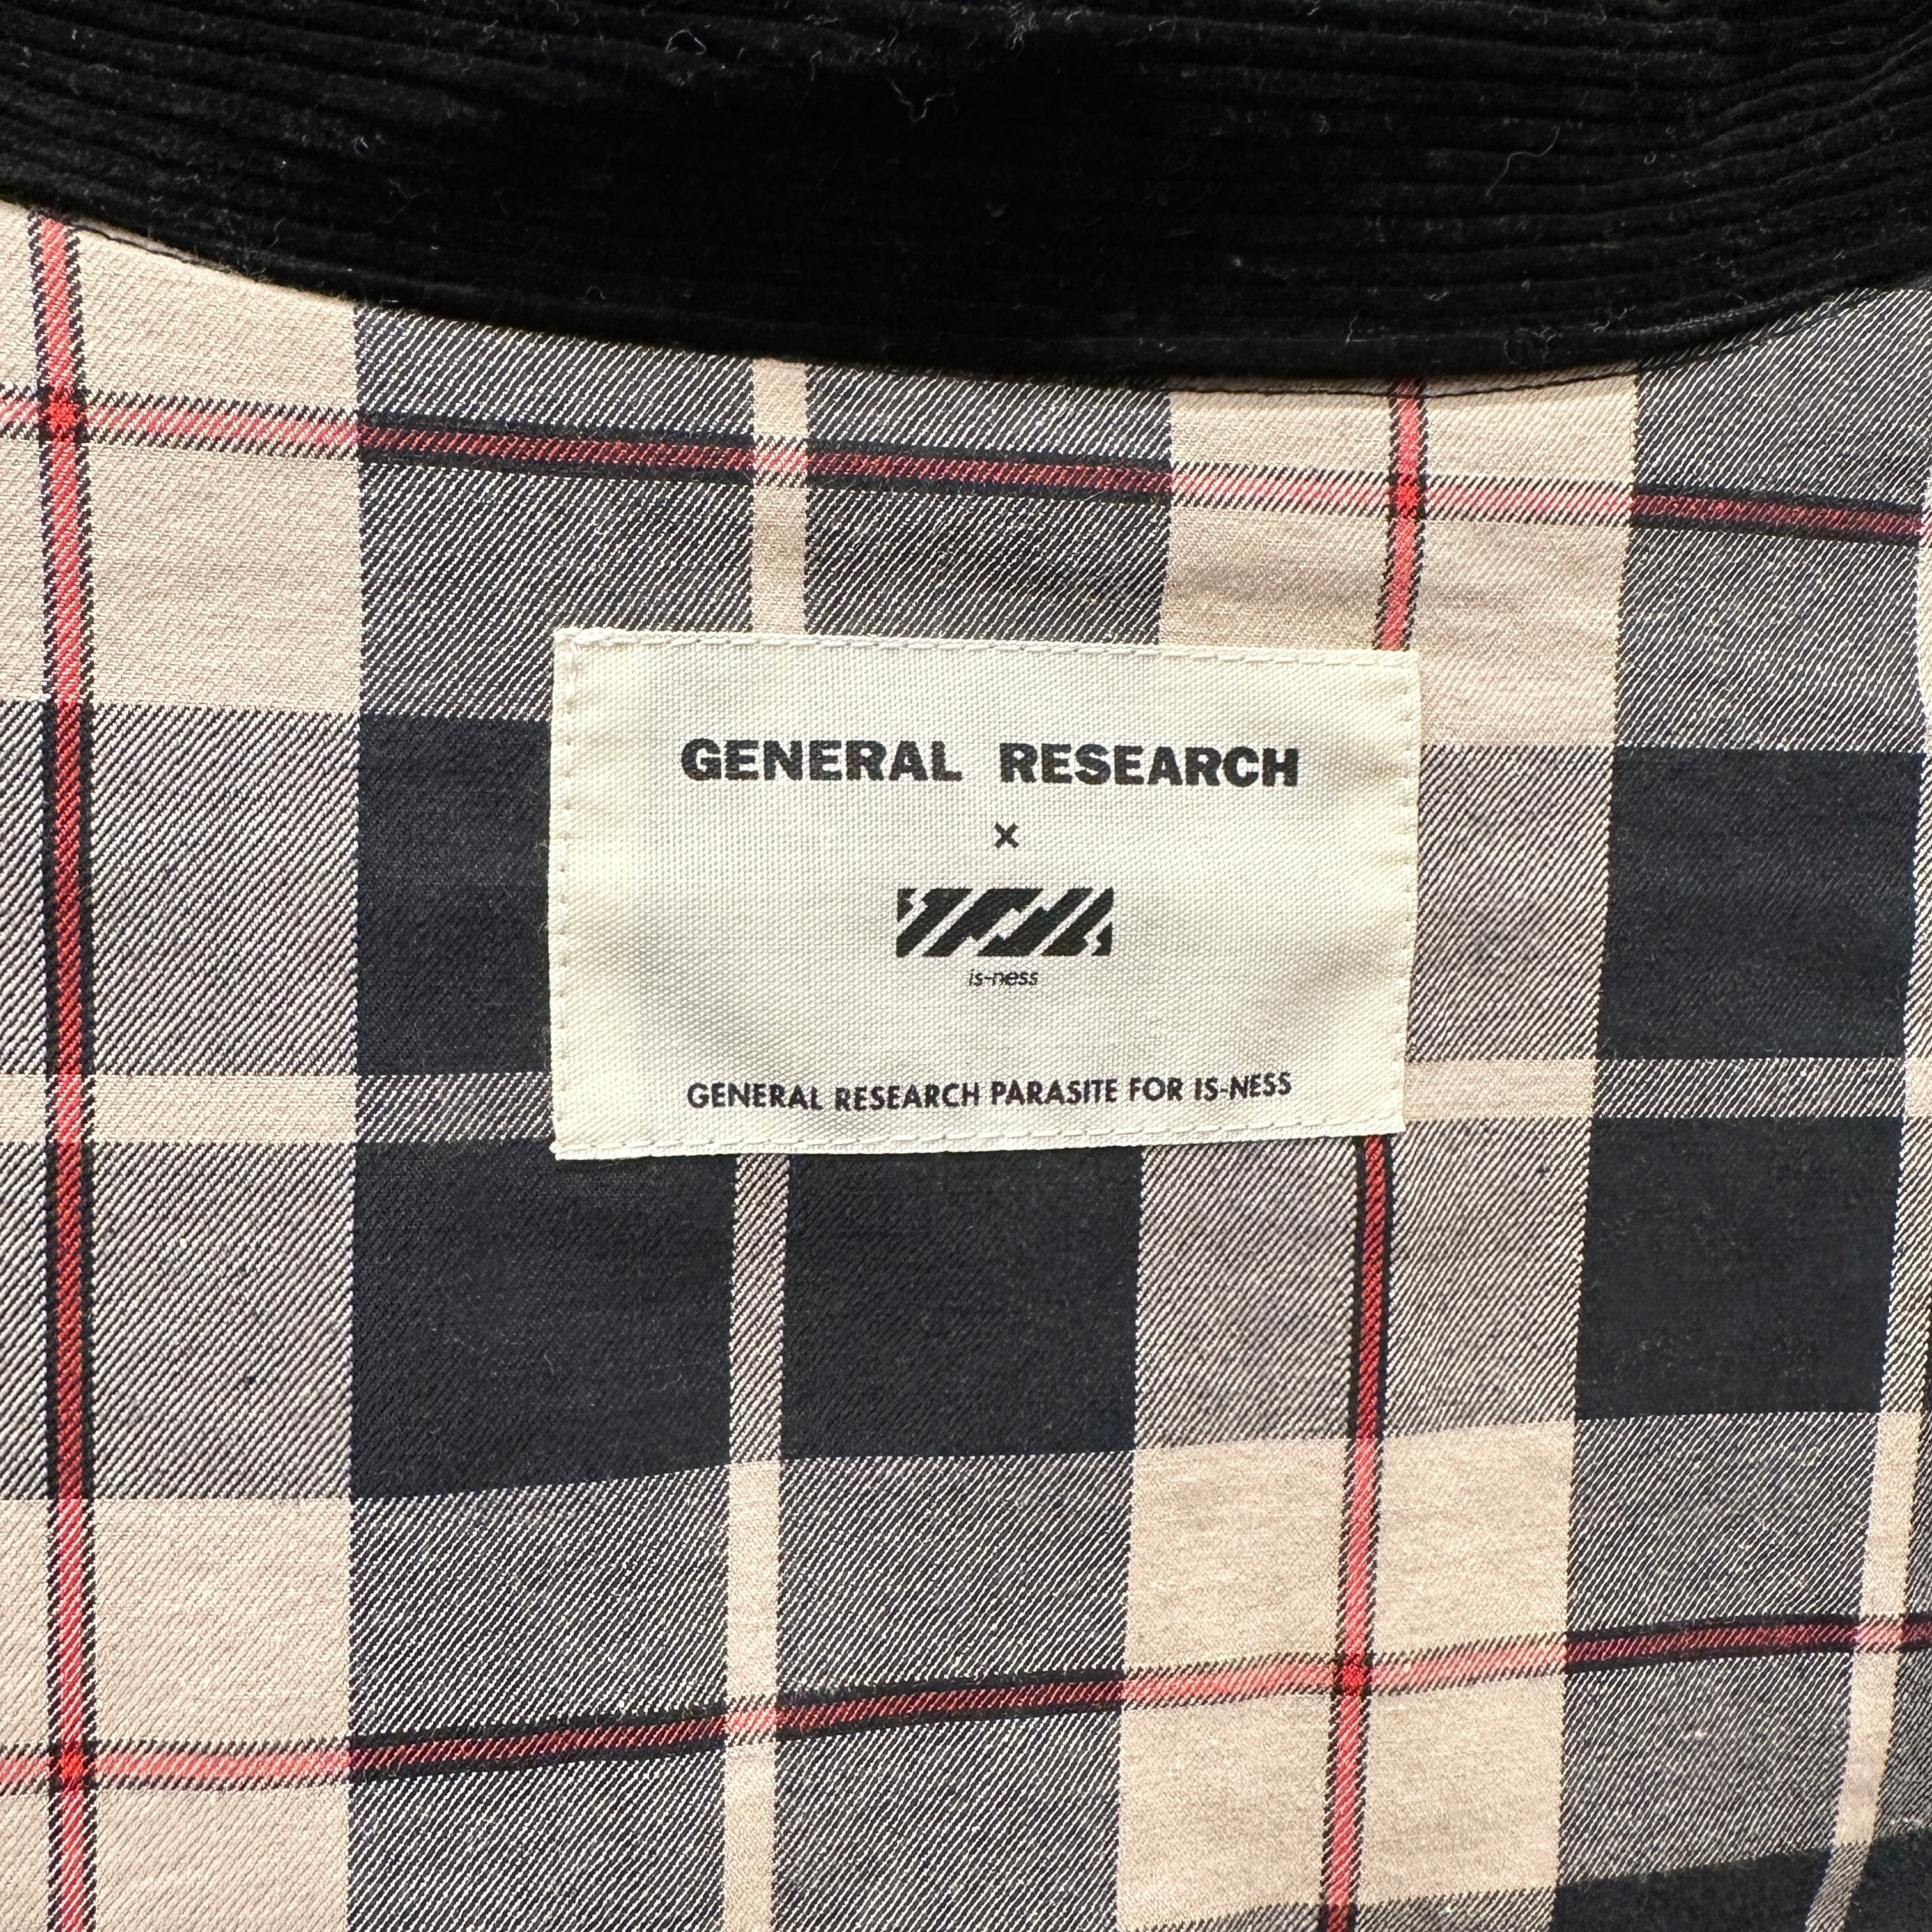 GENERAL RESEARCH
×
is-ness
GENERAL RESEARCH PARASITE FOR IS-NESS